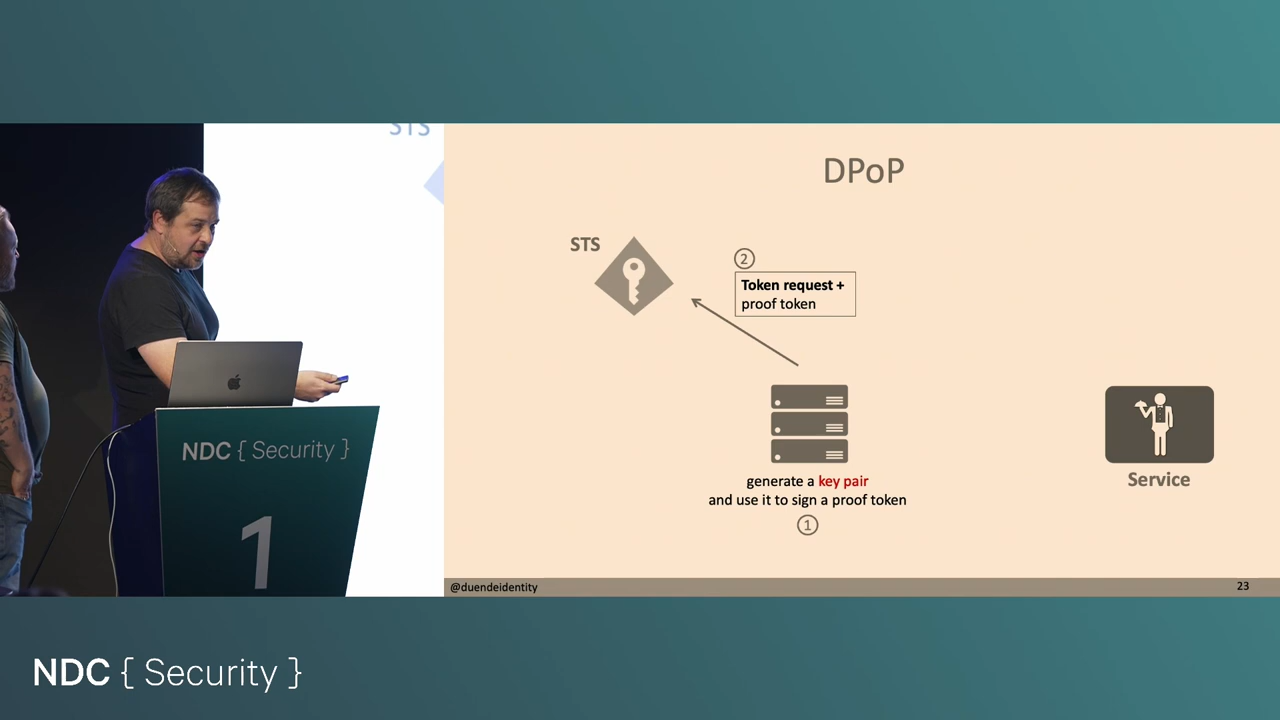 STS
DPoP
STS
2
Token request +
proof token
generate a key pair
and use it to sign a proof token
1
Service
@duendeidentity
23
NDC { Security }
1
NDC { Security }